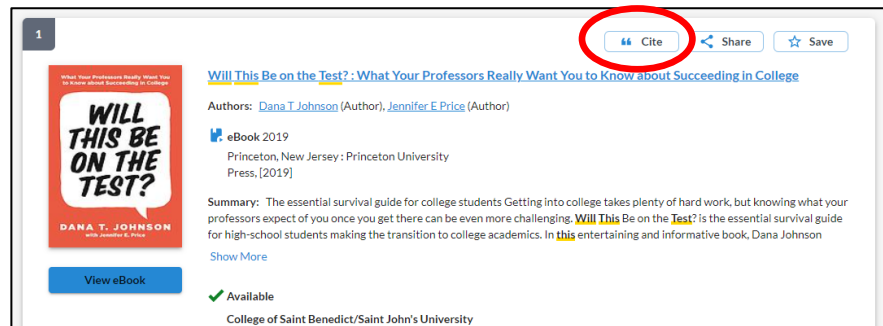 1
Cite
Share
Save
What Your Professors Really Want You
to Know about Succeeding in College
WILL
THIS BE
ON THE
TEST?
DANA T. JOHNSON
with Jennifer E. Price
View eBook
Will This Be on the Test? : What Your Professors Really Want You to Know about Succeeding in College
Authors: Dana T Johnson (Author), Jennifer E Price (Author)
eBook 2019
Princeton, New Jersey : Princeton University
Press, [2019]
Summary: The essential survival guide for college students Getting into college takes plenty of hard work, but knowing what your
professors expect of you once you get there can be even more challenging. Will This Be on the Test? is the essential survival guide
for high-school students making the transition to college academics. In this entertaining and informative book, Dana Johnson
Show More
Available
College of Saint Benedict/Saint John's University